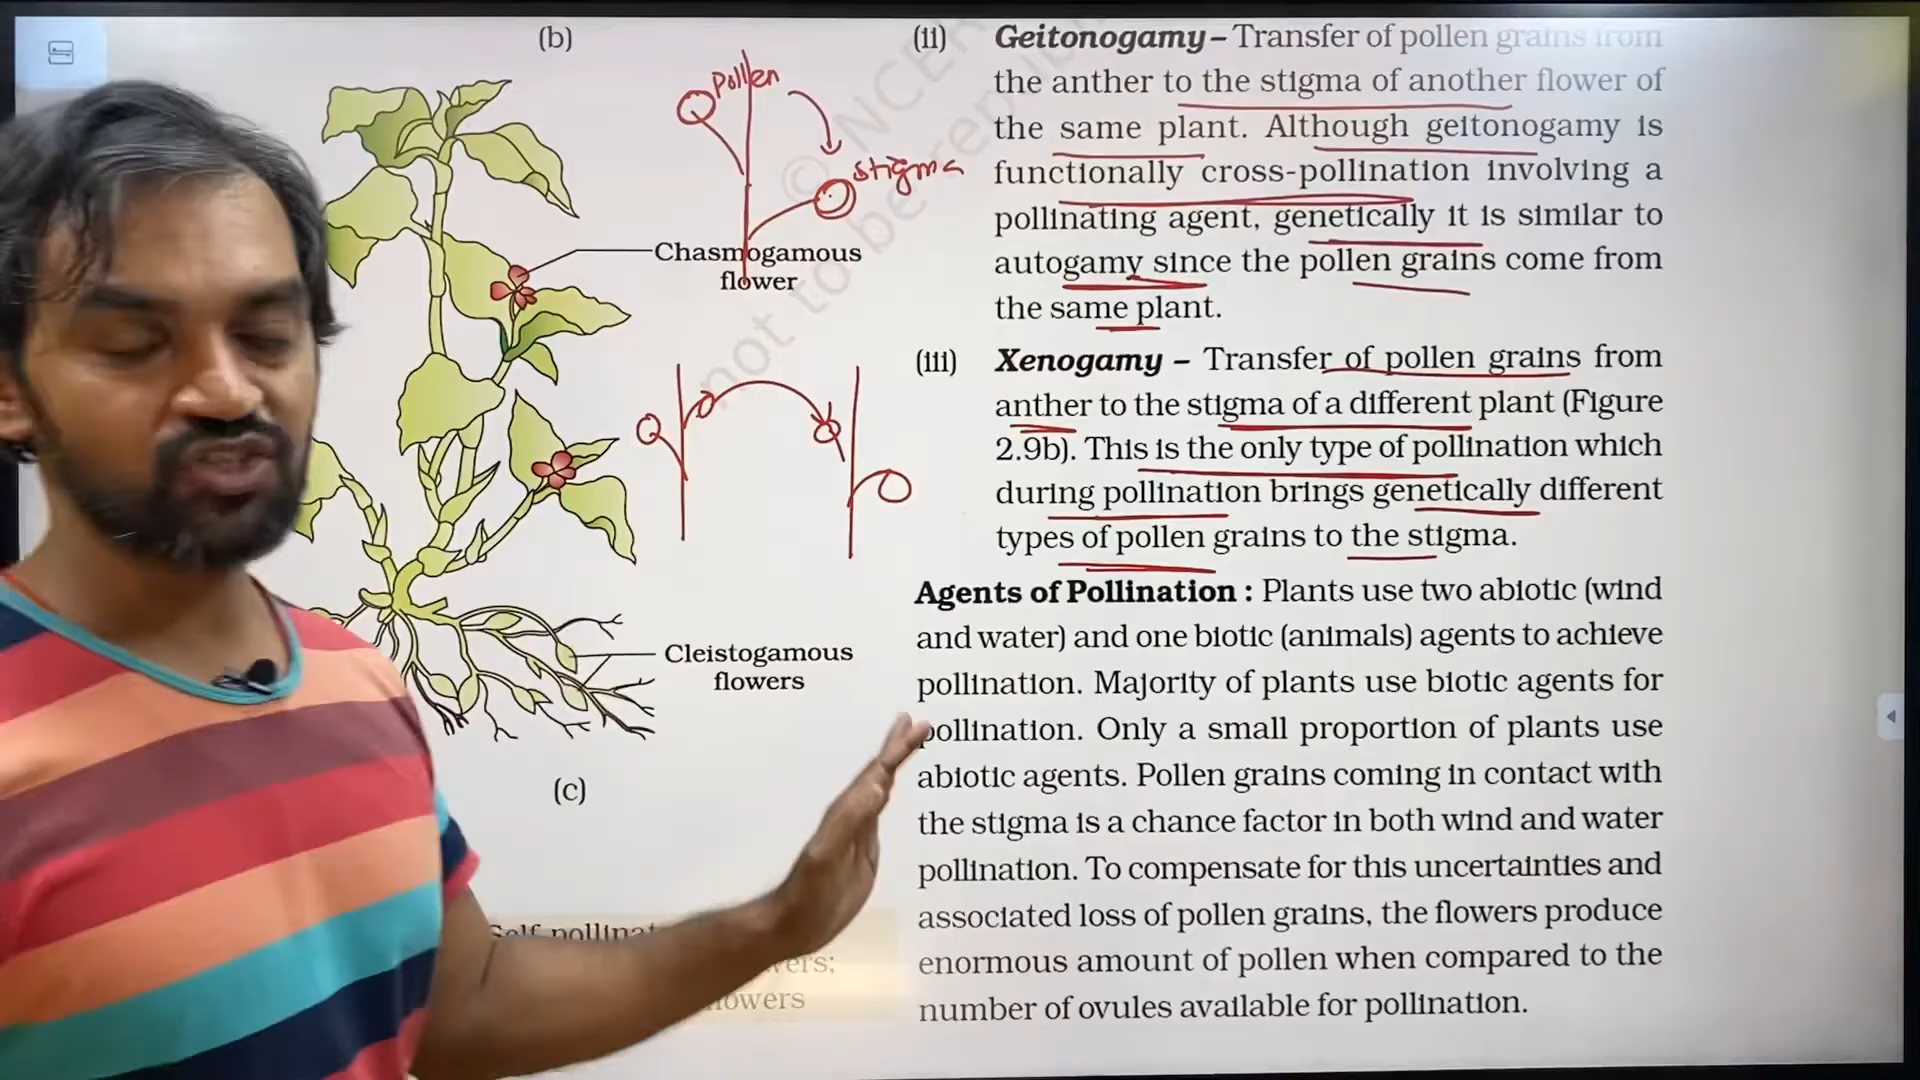 (b)
Pollen
stigma
Chasmogamous
flower
Cleistogamous
flowers
(c)
(ii) Geitonogamy – Transfer of pollen grains from
the anther to the stigma of another flower of
the same plant. Although geitonogamy is
functionally cross-pollination involving a
pollinating agent, genetically it is similar to
autogamy since the pollen grains come from
the same plant.
(iii) Xenogamy – Transfer of pollen grains from
anther to the stigma of a different plant (Figure
2.9b). This is the only type of pollination which
during pollination brings genetically different
types of pollen grains to the stigma.
Agents of Pollination : Plants use two abiotic (wind
and water) and one biotic (animals) agents to achieve
pollination. Majority of plants use biotic agents for
pollination. Only a small proportion of plants use
abiotic agents. Pollen grains coming in contact with
the stigma is a chance factor in both wind and water
pollination. To compensate for this uncertainties and
associated loss of pollen grains, the flowers produce
enormous amount of pollen when compared to the
number of ovules available for pollination.
© NCER
not to be re